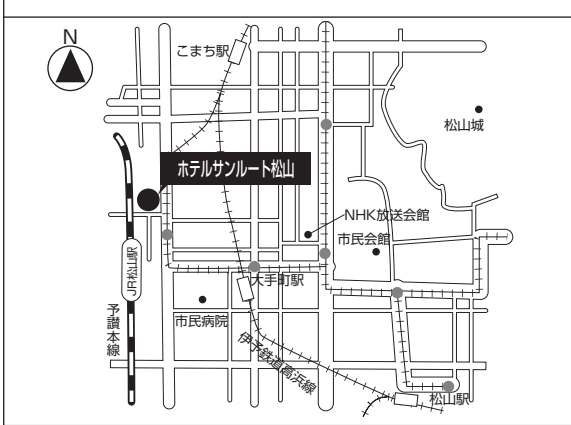 N
こまち駅
松山城
ホテルサンルート松山
NHK放送会館
市民会館
JR松山駅
大手町駅
市民病院
予讃本線
伊予鉄道高浜線
松山駅